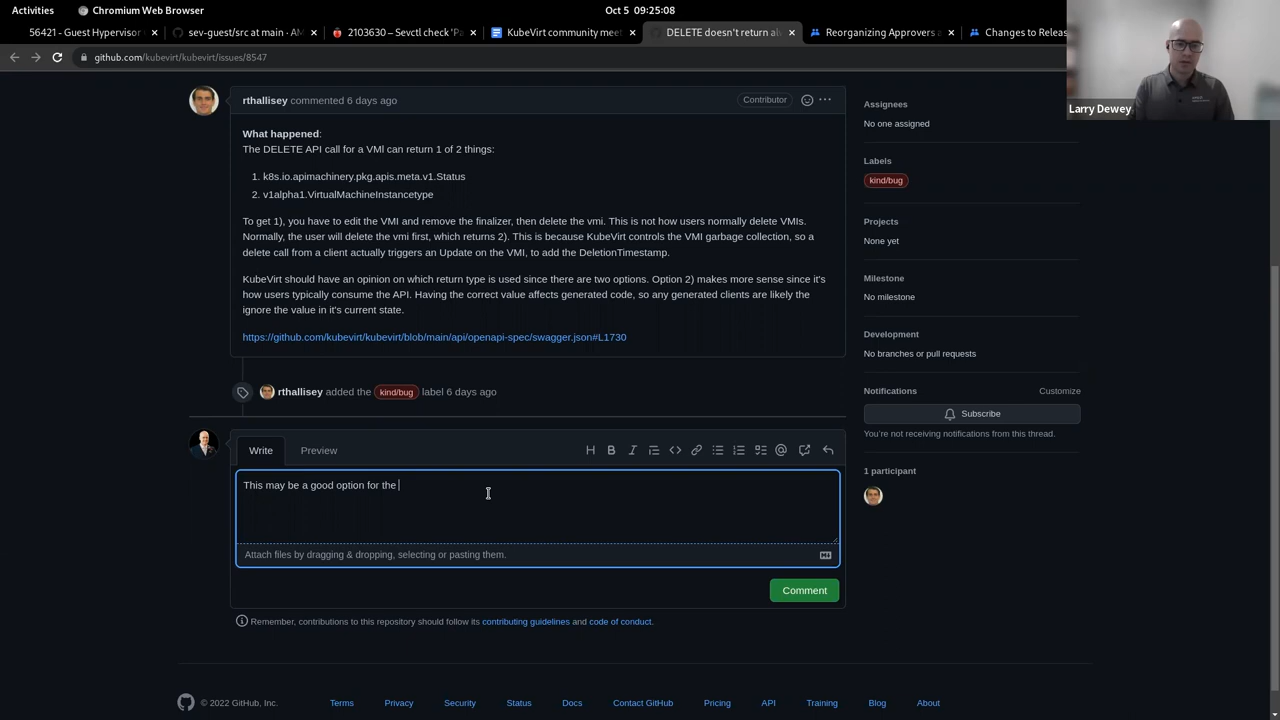 Activities
Chromium Web Browser
Oct 5 09:25:08
56421 - Guest Hypervisor
sev-guest/src at main · AM
2103630 – Sevctl check 'Pa
KubeVirt community mee
DELETE doesn't return al
Reorganizing Approvers a
Changes to Releas
github.com/kubevirt/kubevirt/issues/8547
Larry Dewey
rthallisey commented 6 days ago
Contributor
What happened:
The DELETE API call for a VMI can return 1 of 2 things:
1. k8s.io.apimachinery.pkg.apis.meta.v1.Status
2. v1alpha1.VirtualMachineInstancetype
To get 1), you have to edit the VMI and remove the finalizer, then delete the vmi. This is not how users normally delete VMIs.
Normally, the user will delete the vmi first, which returns 2). This is because KubeVirt controls the VMI garbage collection, so a
delete call from a client actually triggers an Update on the VMI, to add the DeletionTimestamp.
KubeVirt should have an opinion on which return type is used since there are two options. Option 2) makes more sense since it's
how users typically consume the API. Having the correct value affects generated code, so any generated clients are likely the
ignore the value in it's current state.
https://github.com/kubevirt/kubevirt/blob/main/api/openapi-spec/swagger.json#L1730
rthallisey added the kind/bug label 6 days ago
Write
Preview
This may be a good option for the
Attach files by dragging & dropping, selecting or pasting them.
Comment
Remember, contributions to this repository should follow its contributing guidelines and code of conduct.
Assignees
No one assigned
Labels
kind/bug
Projects
None yet
Milestone
No milestone
Development
No branches or pull requests
Notifications
Customize
Subscribe
You're not receiving notifications from this thread.
1 participant
© 2022 GitHub, Inc.
Terms
Privacy
Security
Status
Docs
Contact GitHub
Pricing
API
Training
Blog
About